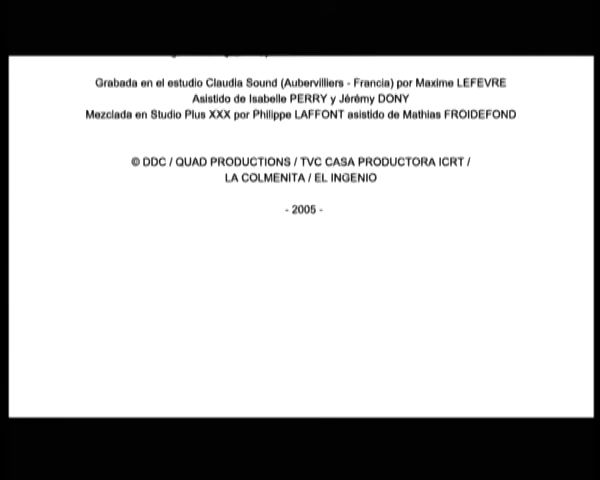 Grabada en el estudio Claudia Sound (Aubervilliers - Francia) por Maxime LEFEVRE
Asistido de Isabelle PERRY y Jérémy DONY
Mezclada en Studio Plus XXX por Philippe LAFFONT asistido de Mathias FROIDEFOND
© DDC / QUAD PRODUCTIONS / TVC CASA PRODUCTORA ICRT /
LA COLMENITA / EL INGENIO
- 2005 -